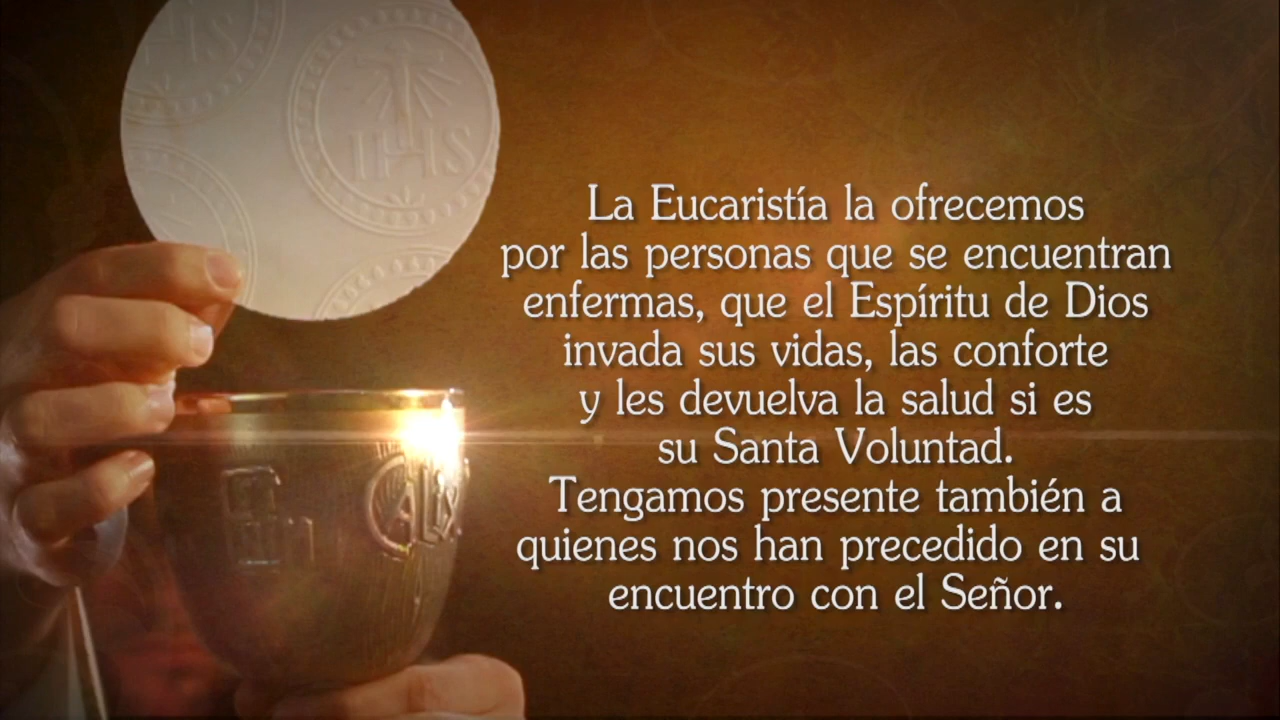 IHS
La Eucaristía la ofrecemos
por las personas que se encuentran
enfermas, que el Espíritu de Dios
invada sus vidas, las conforte
y les devuelva la salud si es
su Santa Voluntad.
Tengamos presente también a
quienes nos han precedido en su
encuentro con el Señor.